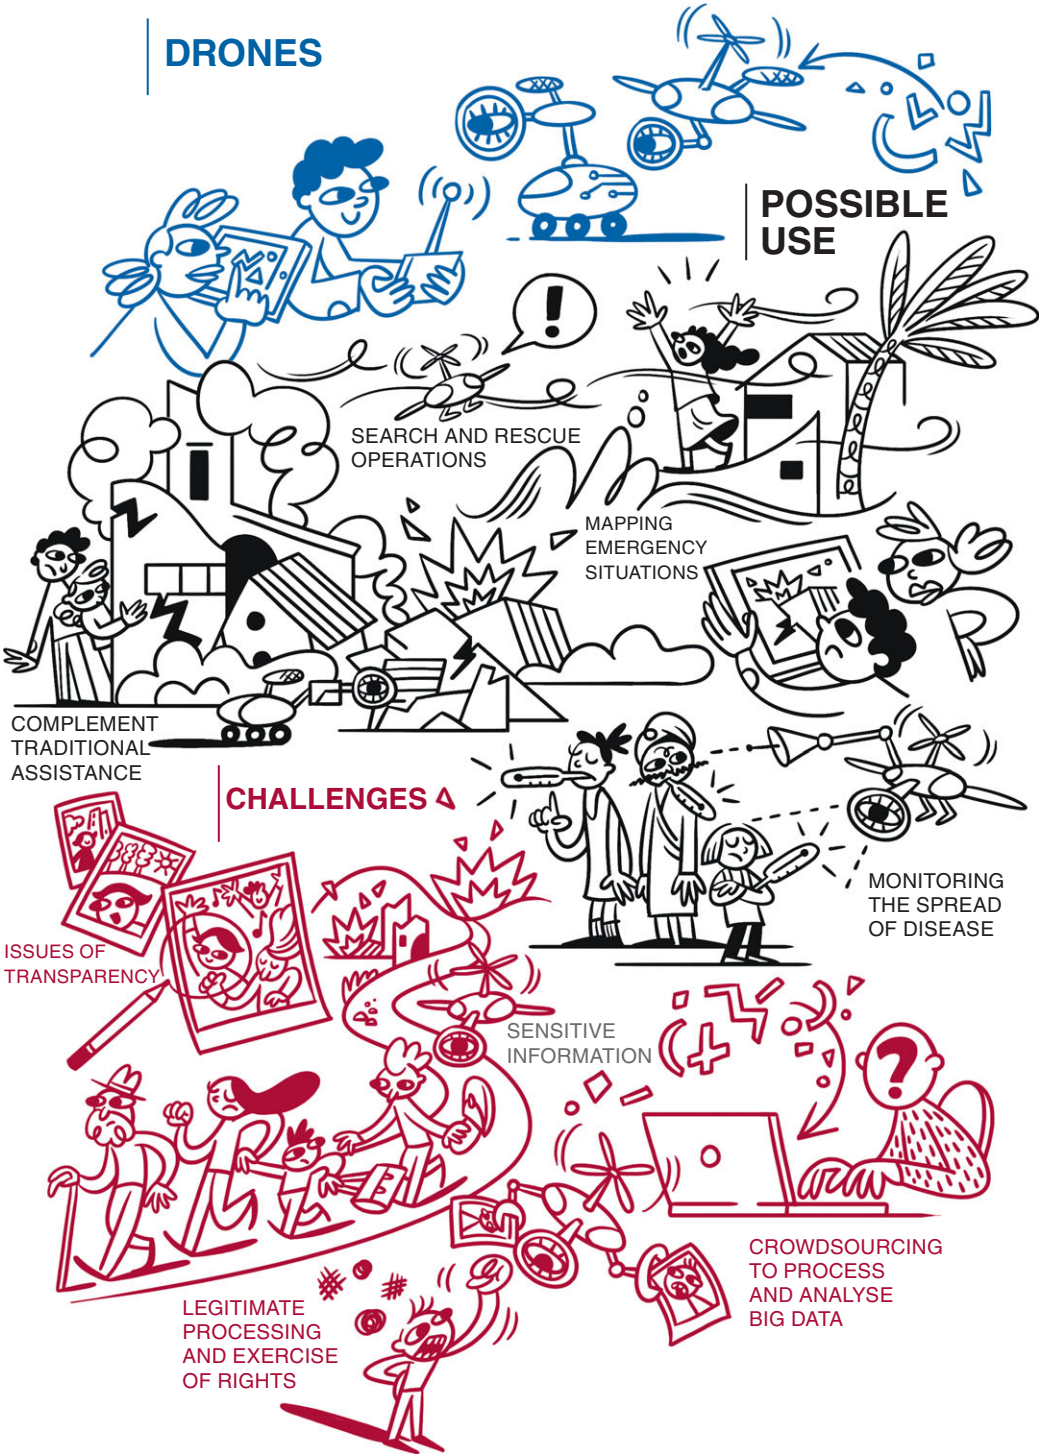 DRONES
POSSIBLE
USE
!
SEARCH AND RESCUE
OPERATIONS
MAPPING
EMERGENCY
SITUATIONS
COMPLEMENT
TRADITIONAL
ASSISTANCE
MONITORING
THE SPREAD
OF DISEASE
CHALLENGES
ISSUES OF
TRANSPARENCY
SENSITIVE
INFORMATION
?
CROWDSOURCING
TO PROCESS
AND ANALYSE
BIG DATA
LEGITIMATE
PROCESSING
AND EXERCISE
OF RIGHTS